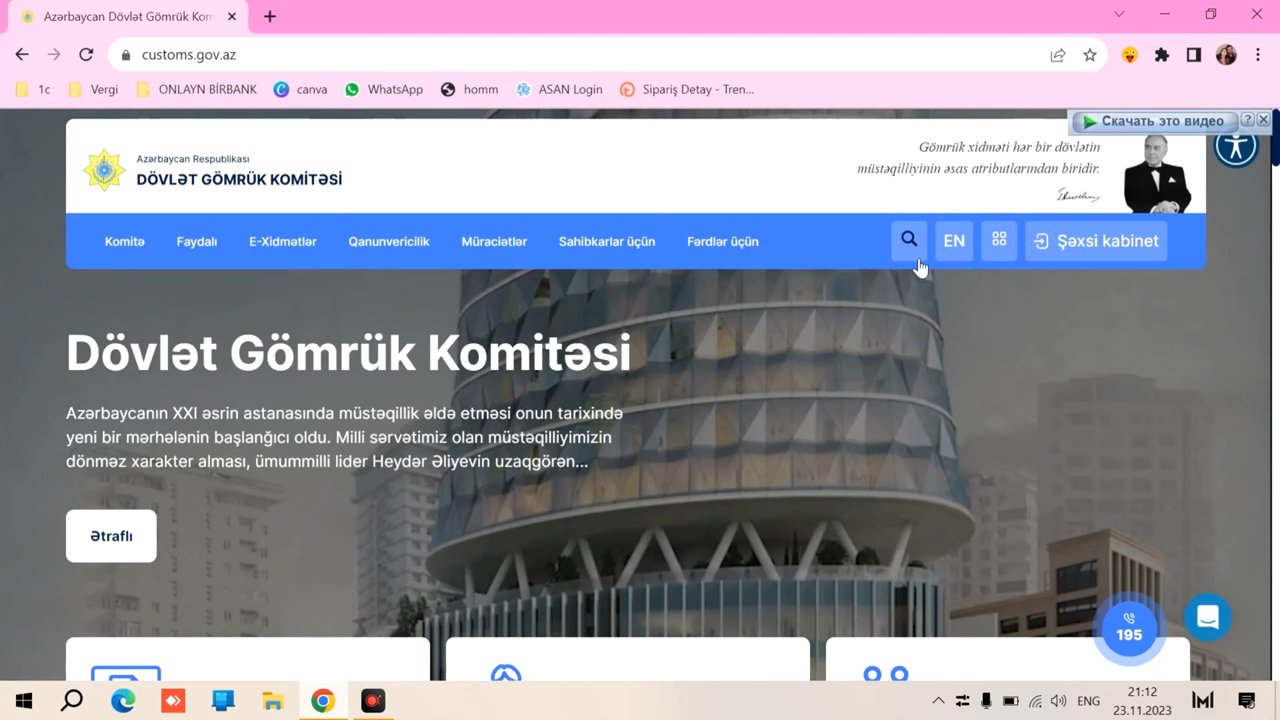 Azərbaycan Dövlət Gömrük Kom
customs.gov.az
1c
Vergi
ONLAYN BİRBANK
canva
WhatsApp
homm
ASAN Login
Sipariş Detay - Tren...
Скачать это видео
?
Azərbaycan Respublikası
DÖVLƏT GÖMRÜK KOMİTƏSİ
Gömrük xidməti hər bir dövlətin
müstəqilliyinin əsas atributlarından biridir.
Komitə
Faydalı
E-Xidmətlər
Qanunvericilik
Müraciətlər
Sahibkarlar üçün
Fərdlər üçün
EN
Şəxsi kabinet
Dövlət Gömrük Komitəsi
Azərbaycanın XXI əsrin astanasında müstəqillik əldə etməsi onun tarixində
yeni bir mərhələnin başlanğıcı oldu. Milli sərvətimiz olan müstəqilliyimizin
dönməz xarakter alması, ümummilli lider Heydər Əliyevin uzaqgörən...
Ətraflı
195
ENG
21:12
23.11.2023